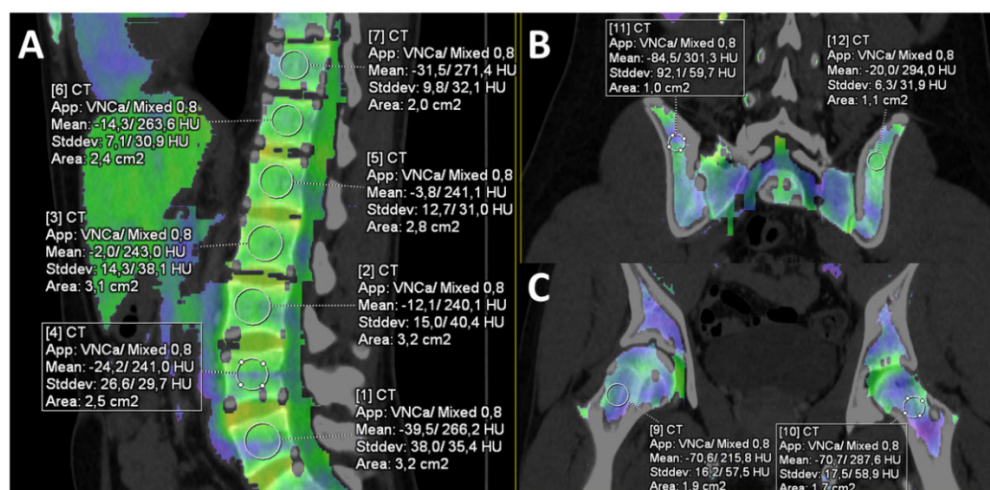 A
[7] CT
App: VNCa/ Mixed 0,8
Mean: -31,5/ 271,4 HU
Stddev: 9,8/ 32,1 HU
Area: 2,0 cm2
[6] CT
App: VNCa/ Mixed 0,8
Mean: -14,3/ 263,6 HU
Stddev: 7,1/ 30,9 HU
Area: 2,4 cm2
[5] CT
App: VNCa/ Mixed 0,8
Mean: -3,8/ 241,1 HU
Stddev: 12,7/ 31,0 HU
Area: 2,8 cm2
[3] CT
App: VNCa/ Mixed 0,8
Mean: -2,0/ 243,0 HU
Stddev: 14,3/ 38,1 HU
Area: 3,1 cm2
[2] CT
App: VNCa/ Mixed 0,8
Mean: -12,1/ 240,1 HU
Stddev: 15,0/ 40,4 HU
Area: 3,2 cm2
[4] CT
App: VNCa/ Mixed 0,8
Mean: -24,2/ 241,0 HU
Stddev: 26,6/ 29,7 HU
Area: 2,5 cm2
[1] CT
App: VNCa/ Mixed 0,8
Mean: -39,5/ 266,2 HU
Stddev: 38,0/ 35,4 HU
Area: 3,2 cm2
B
[11] CT
App: VNCa/ Mixed 0,8
Mean: -84,5/ 301,3 HU
Stddev: 92,1/ 59,7 HU
Area: 1,0 cm2
[12] CT
App: VNCa/ Mixed 0,8
Mean: -20,0/ 294,0 HU
Stddev: 6,3/ 31,9 HU
Area: 1,1 cm2
C
[9] CT
App: VNCa/ Mixed 0,8
Mean: -70,6/ 215,8 HU
Stddev: 16,2/ 57,5 HU
Area: 1,9 cm2
[10] CT
App: VNCa/ Mixed 0,8
Mean: -70,7/ 287,6 HU
Stddev: 17,5/ 58,9 HU
Area: 1,7 cm2